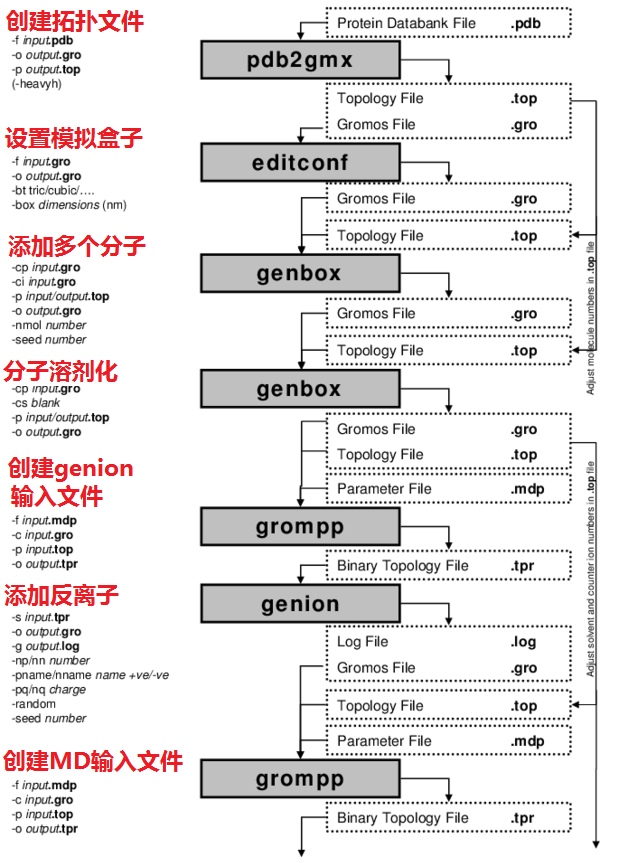 创建拓扑文件
-f input.pdb
-o output.gro
-p output.top
(-heavyh)
Protein Databank File .pdb
pdb2gmx
Topology File .top
Gromos File .gro
设置模拟盒子
-f input.gro
-o output.gro
-bt tric/cubic/....
-box dimensions (nm)
editconf
Gromos File .gro
Topology File .top
添加多个分子
-cp input.gro
-ci input.gro
-p input/output.top
-o output.gro
-nmol number
-seed number
genbox
Gromos File .gro
Topology File .top
Adjust molecule numbers in .top file
分子溶剂化
-cp input.gro
-cs blank
-p input/output.top
-o output.gro
genbox
Gromos File .gro
Topology File .top
Parameter File .mdp
创建genion
输入文件
-f input.mdp
-c input.gro
-p input.top
-o output.tpr
grompp
Binary Topology File .tpr
添加反离子
-s input.tpr
-o output.gro
-g output.log
-np/nn number
-pname/nname name +ve/-ve
-pq/nq charge
-random
-seed number
genion
Log File .log
Gromos File .gro
Topology File .top
Parameter File .mdp
Adjust solvent and counter ion numbers in .top file
创建MD输入文件
-f input.mdp
-c input.gro
-p input.top
-o output.tpr
grompp
Binary Topology File .tpr